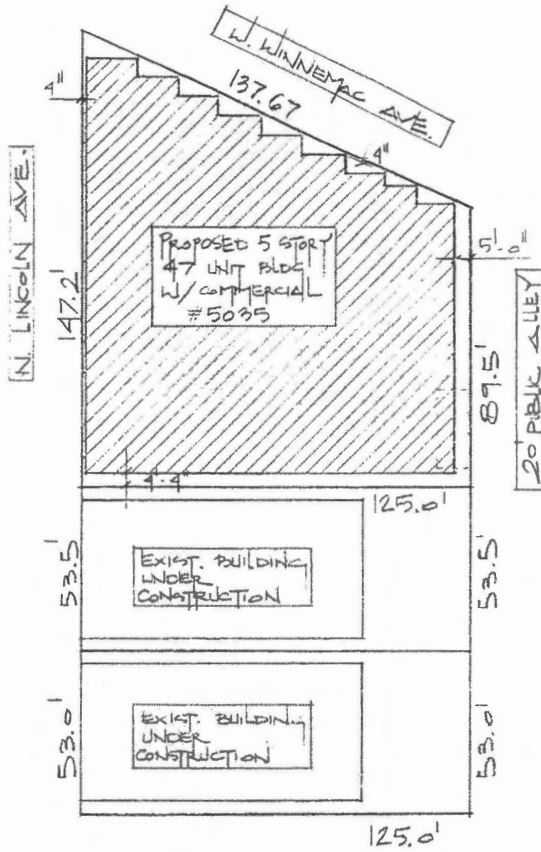 W. WINNEMAC AVE.
137.67
4"
4"
N. LINCOLN AVE.
147.2'
PROPOSED 5 STORY
47 UNIT BLDG
W/ COMMERCIAL
#5035
5'.0"
89.5'
20' PUBLIC ALLEY
4'-4"
125.0'
53.5'
EXIST. BUILDING
UNDER
CONSTRUCTION
53.5'
53.0'
EXIST. BUILDING
UNDER
CONSTRUCTION
53.0'
125.0'